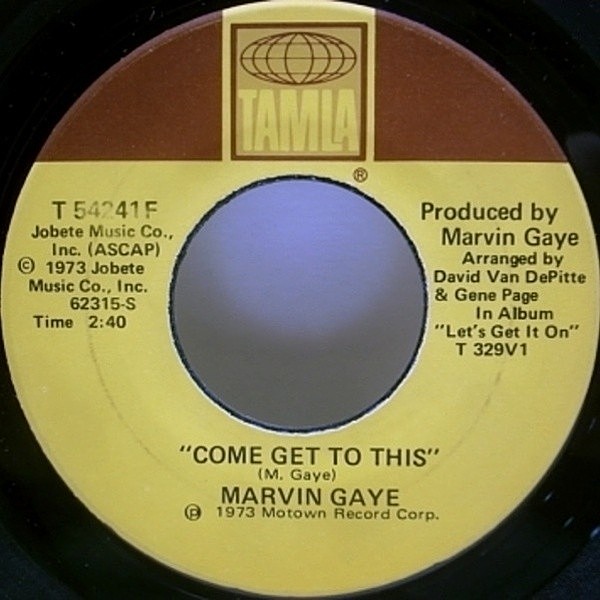 TAMLA
®
T 54241F
Jobete Music Co.,
Inc. (ASCAP)
© 1973 Jobete
Music Co., Inc.
62315-S
Time 2:40
Produced by
Marvin Gaye
Arranged by
David Van DePitte
& Gene Page
In Album
"Let's Get It On"
T 329V1
"COME GET TO THIS"
(M. Gaye)
MARVIN GAYE
℗ 1973 Motown Record Corp.